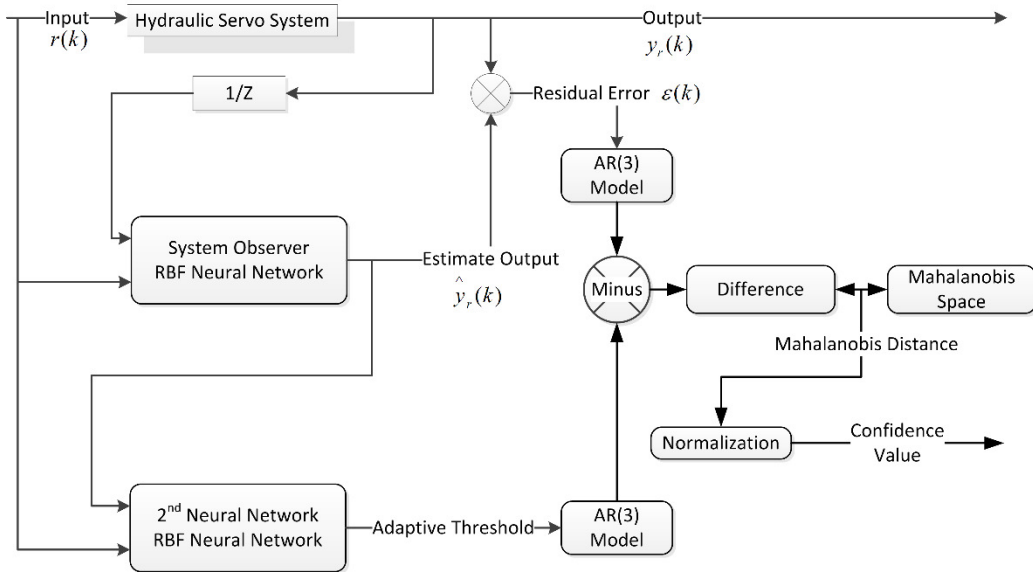 Input
r(k)
Hydraulic Servo System
Output
y_r(k)
1/Z
Residual Error ε(k)
AR(3)
Model
System Observer
RBF Neural Network
Estimate Output
ŷ_r(k)
Minus
Difference
Mahalanobis
Space
Mahalanobis Distance
Normalization
Confidence
Value
2nd Neural Network
RBF Neural Network
Adaptive Threshold
AR(3)
Model